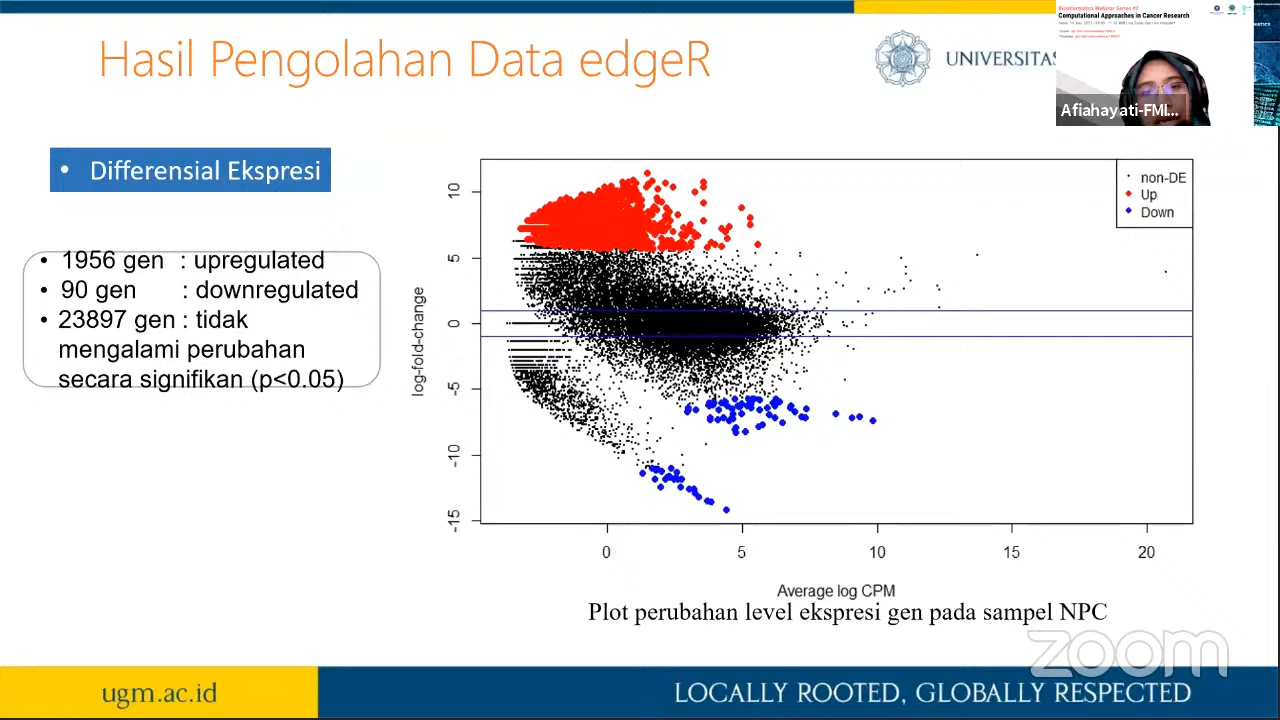 Hasil Pengolanan Data edgeR
UNIVERSITAS
Bioinformatics Webinar Series #2
Computational Approaches in Cancer Research
Afiahayati-FMI...
• Differensial Ekspresi
• 1956 gen : upregulated
• 90 gen : downregulated
• 23897 gen : tidak
mengalami perubahan
secara signifikan (p<0.05)
non-DE
Up
Down
log-fold-change
10
5
0
-5
-10
-15
0 5 10 15 20
Average log CPM
Plot perubahan level ekspresi gen pada sampel NPC
zoom
ugm.ac.id
LOCALLY ROOTED, GLOBALLY RESPECTED